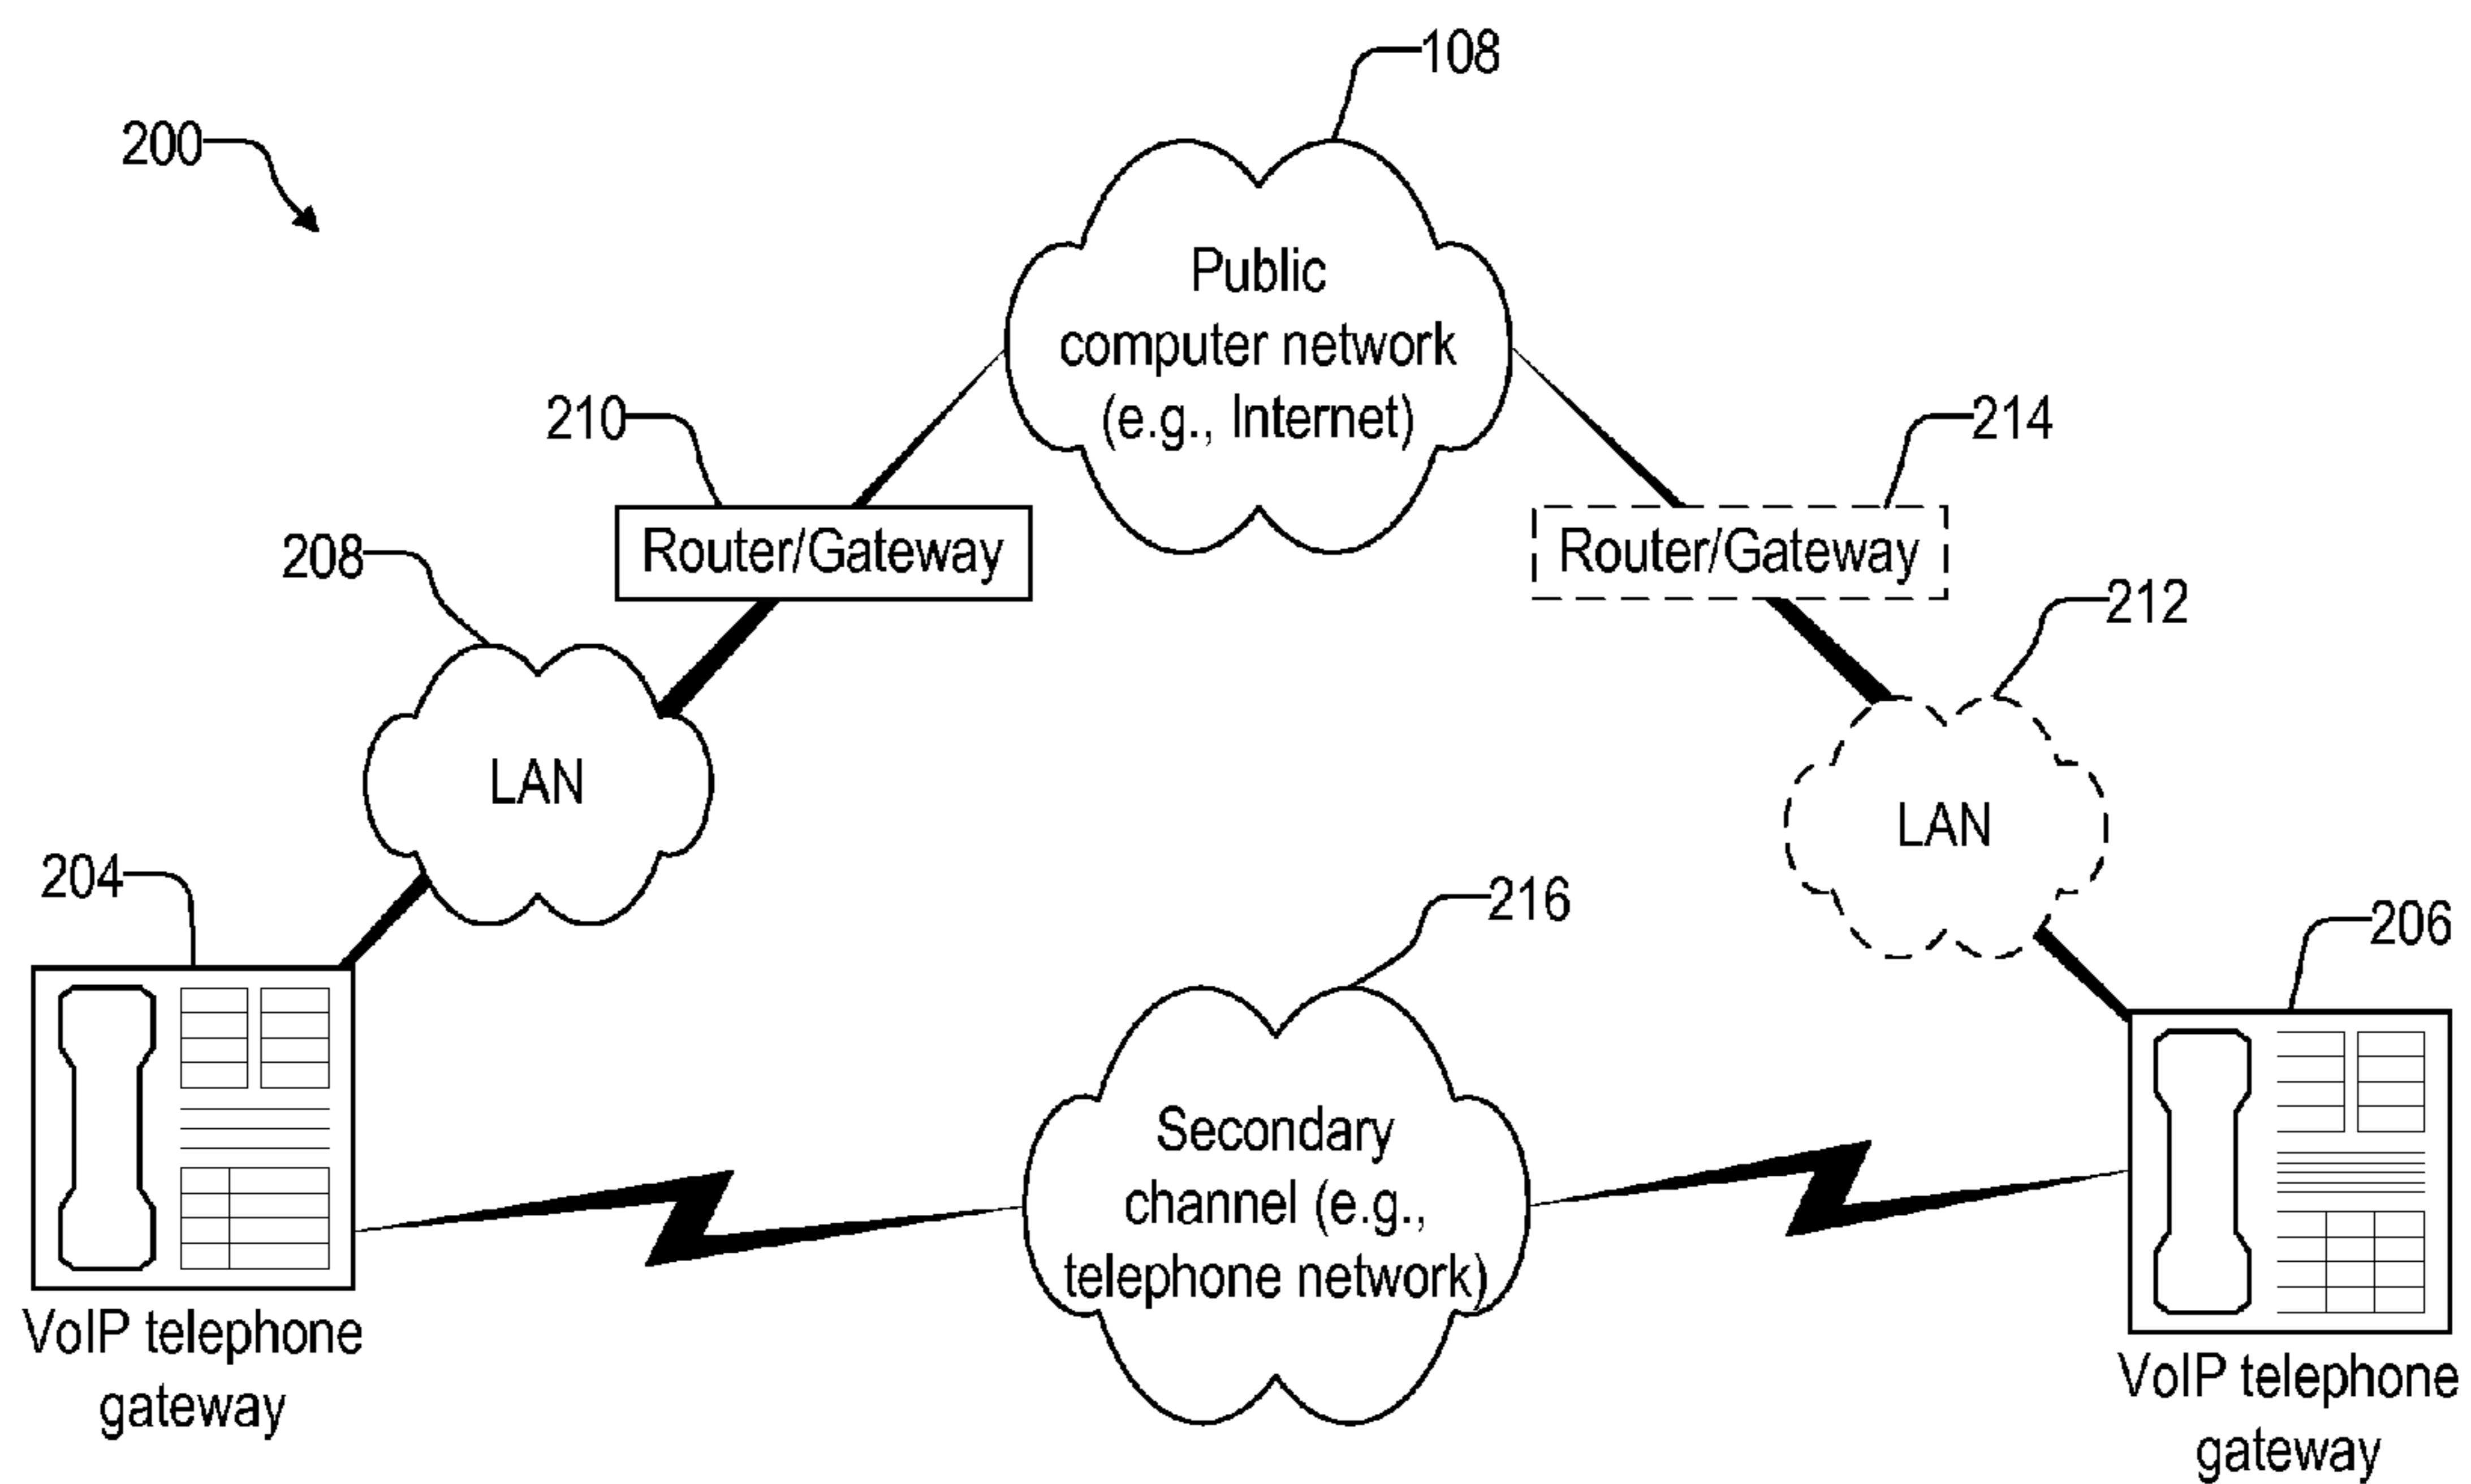 108
200
Public
computer network
(e.g., Internet)
210
214
Router/Gateway
Router/Gateway
208
212
LAN
LAN
204
216
206
Secondary
channel (e.g.,
telephone network)
VoIP telephone
gateway
VoIP telephone
gateway